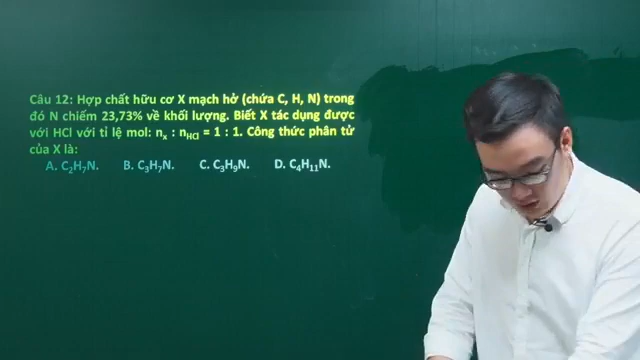 Câu 12: Hợp chất hữu cơ X mạch hở (chứa C, H, N) trong
đó N chiếm 23,73% về khối lượng. Biết X tác dụng được
với HCl với tỉ lệ mol: nₓ : n_HCl = 1 : 1. Công thức phân tử
của X là:
A. C₂H₇N. B. C₃H₇N. C. C₃H₉N. D. C₄H₁₁N.